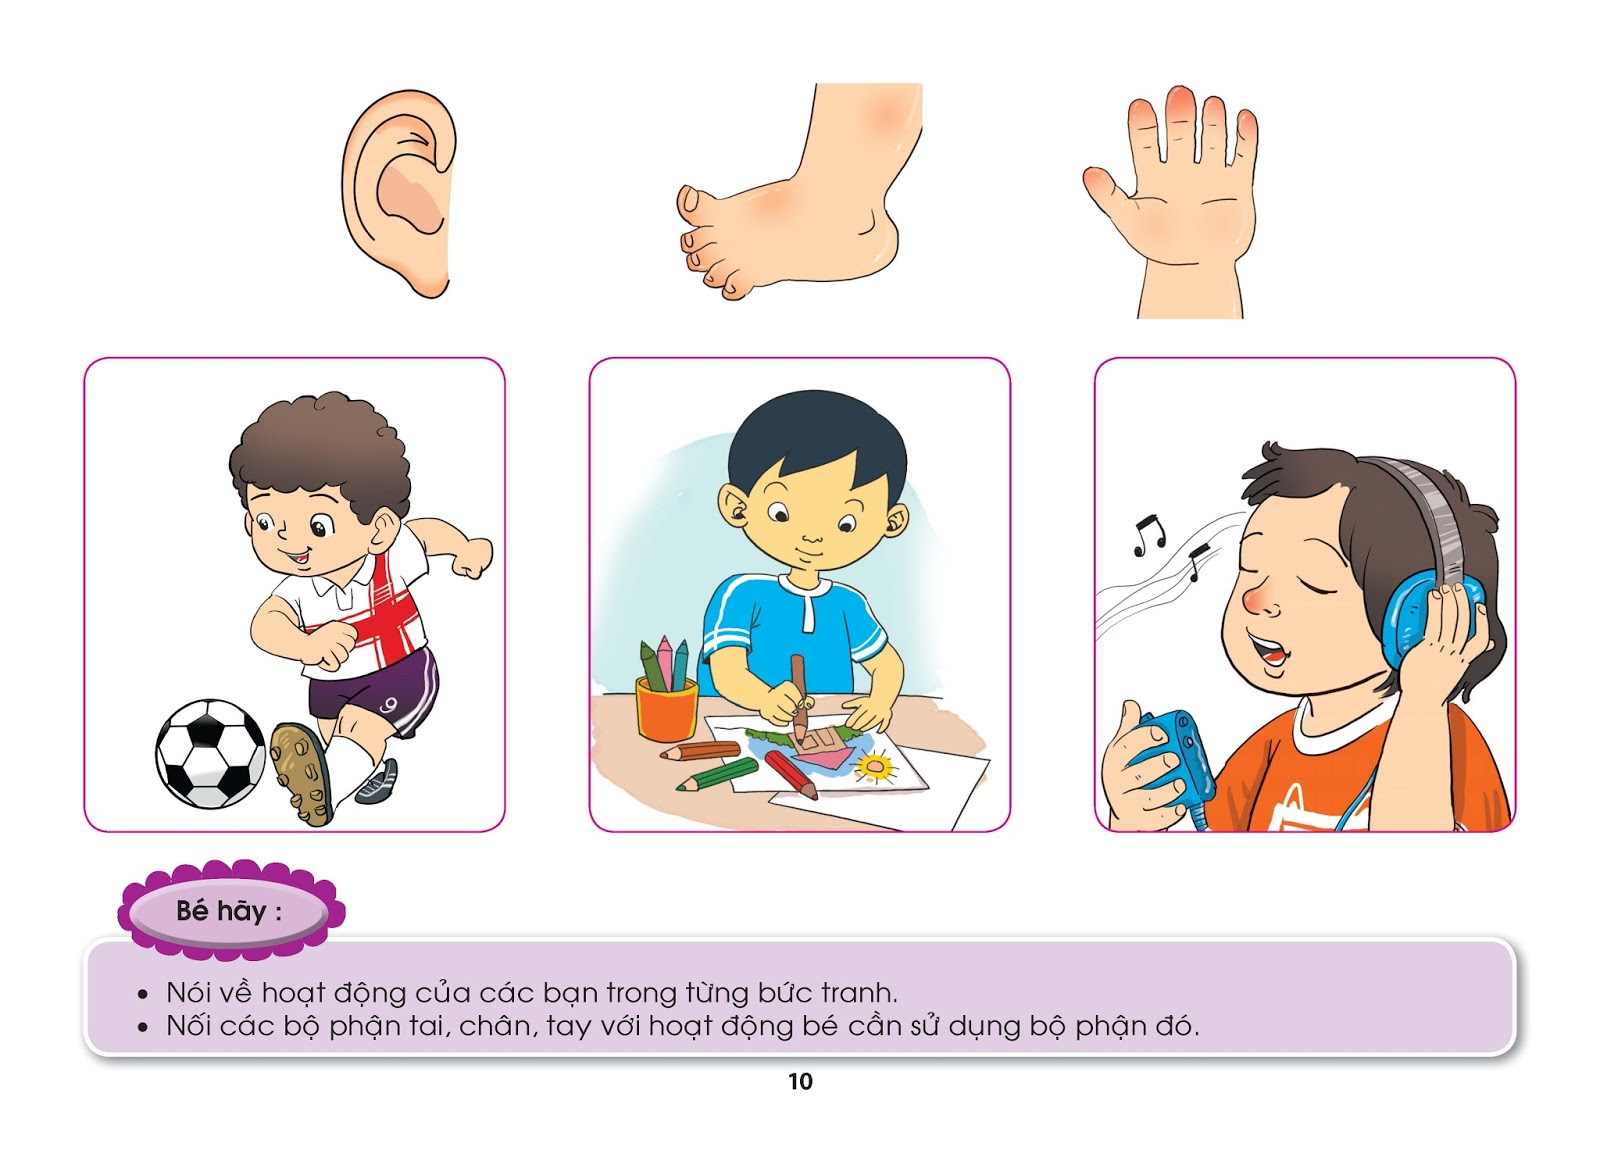 9
Bé hãy :
• Nói về hoạt động của các bạn trong từng bức tranh.
• Nối các bộ phận tai, chân, tay với hoạt động bé cần sử dụng bộ phận đó.
10